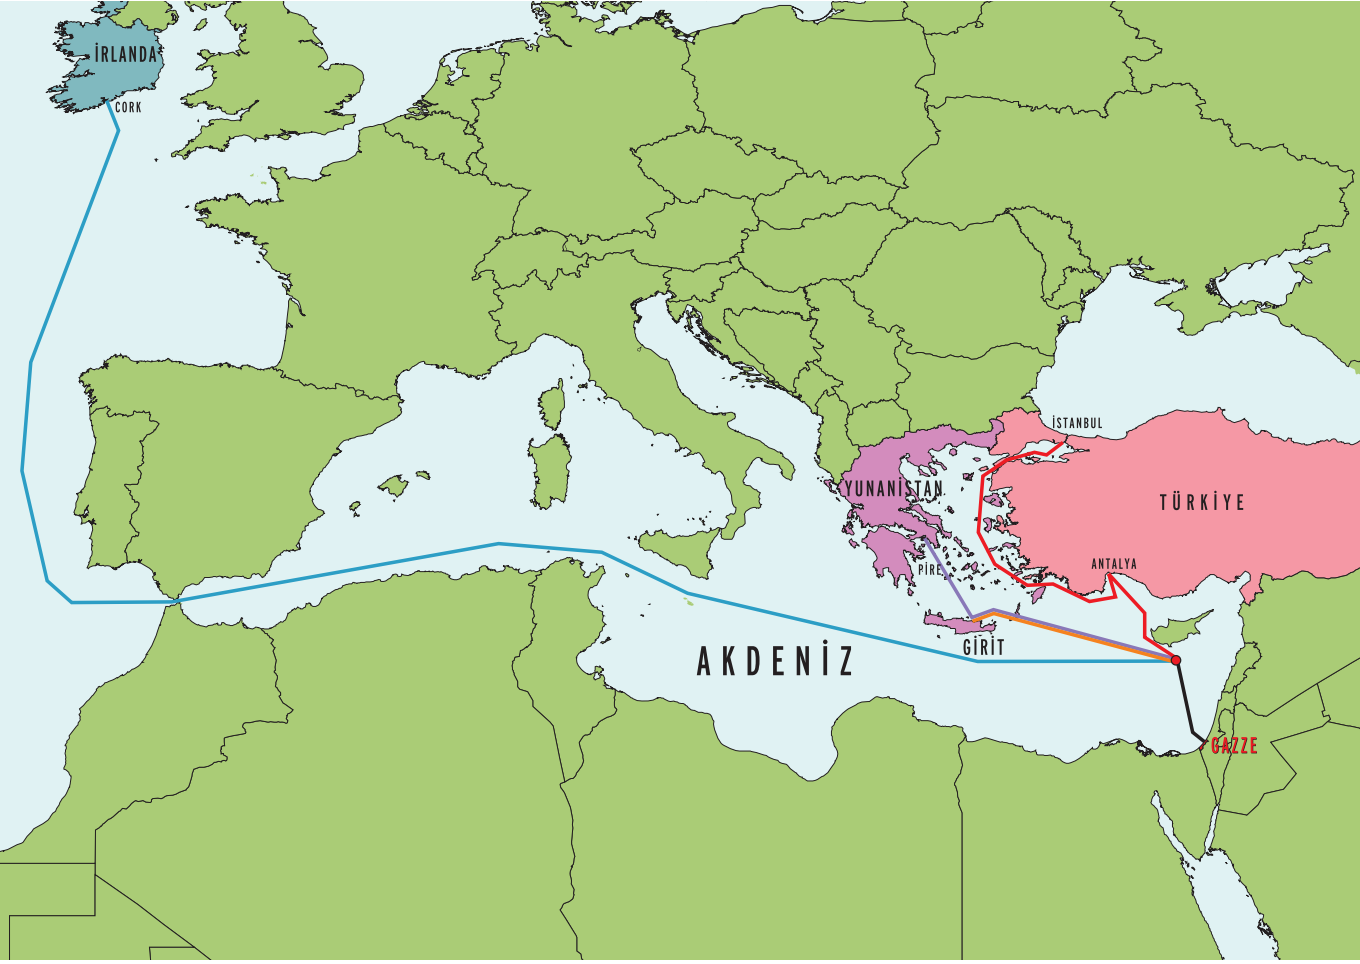 İRLANDA
CORK
İSTANBUL
YUNANİSTAN
TÜRKİYE
PİRE
ANTALYA
AKDENİZ
GİRİT
GAZZE